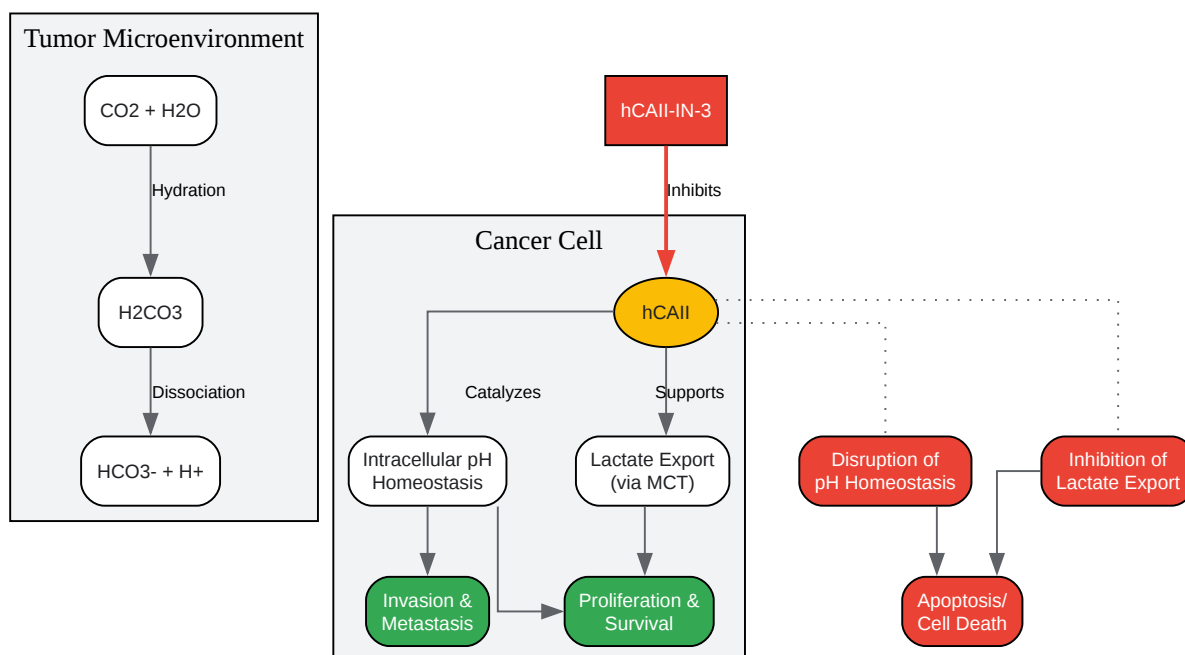 Tumor Microenvironment
CO2 + H2O
Hydration
H2CO3
Dissociation
HCO3- + H+
hCAII-IN-3
Inhibits
Cancer Cell
hCAII
Catalyzes
Supports
Intracellular pH
Homeostasis
Lactate Export
(via MCT)
Invasion &
Metastasis
Proliferation &
Survival
Disruption of
pH Homeostasis
Inhibition of
Lactate Export
Apoptosis/
Cell Death